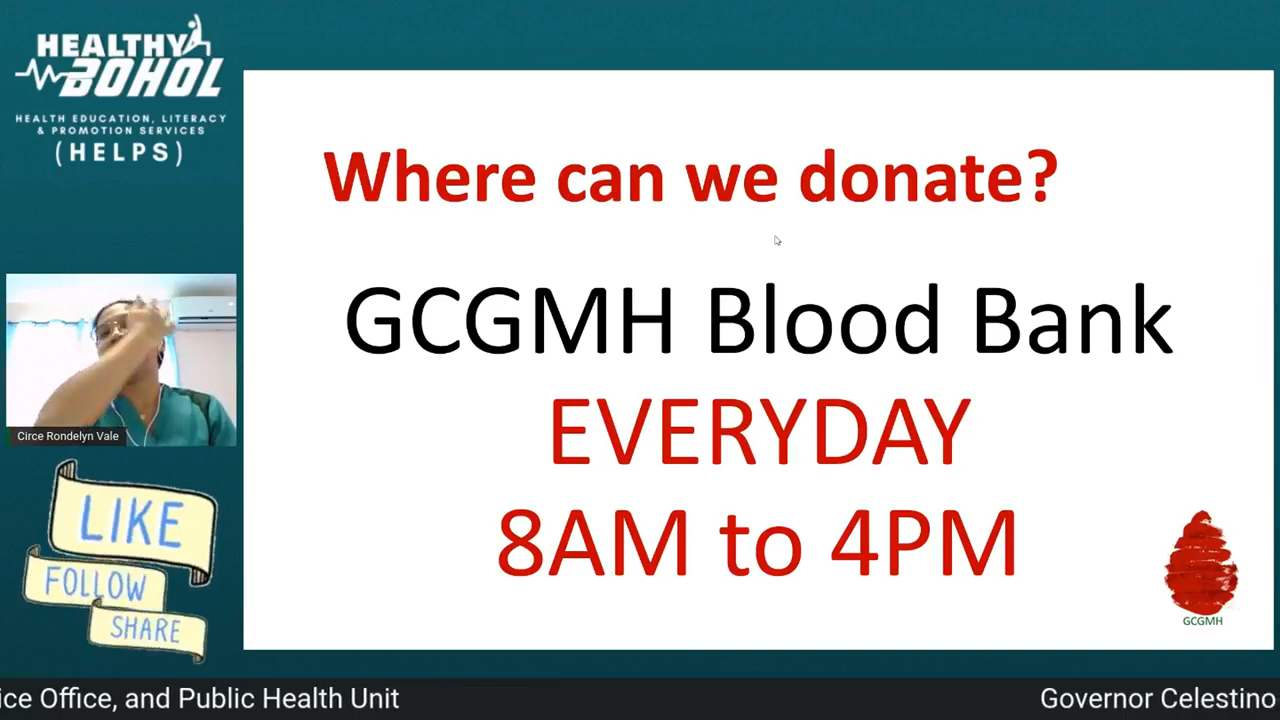 HEALTHY
BOHOL
HEALTH EDUCATION, LITERACY
& PROMOTION SERVICES
(HELPS)
Where can we donate?
GCGMH Blood Bank
EVERYDAY
8AM to 4PM
GCGMH
Circe Rondelyn Vale
LIKE
FOLLOW
SHARE
ice Office, and Public Health Unit
Governor Celestino